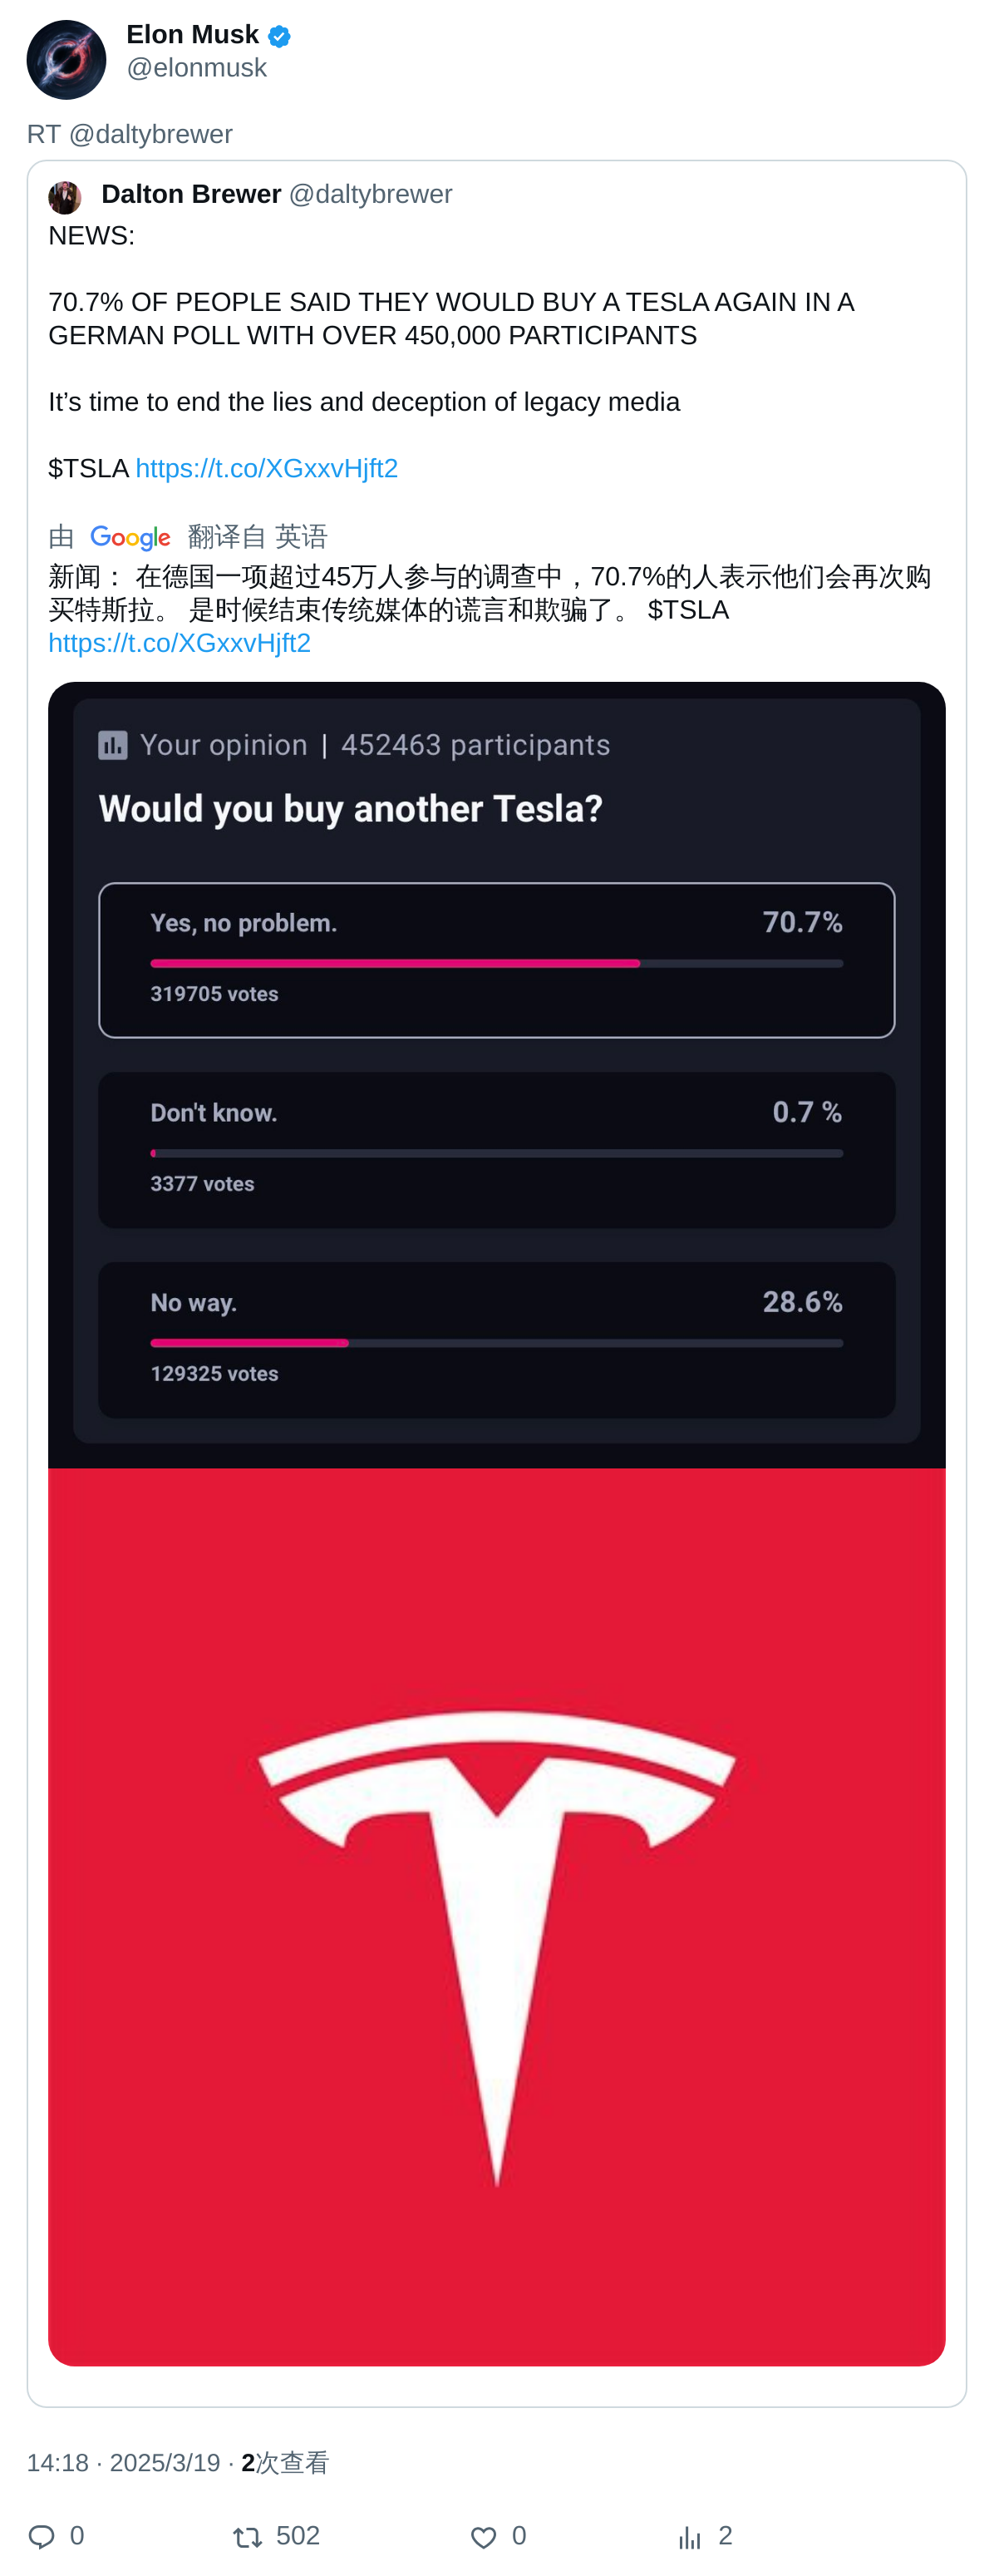 Elon Musk
@elonmusk
RT @daltybrewer
Dalton Brewer @daltybrewer
NEWS:
70.7% OF PEOPLE SAID THEY WOULD BUY A TESLA AGAIN IN A
GERMAN POLL WITH OVER 450,000 PARTICIPANTS
It’s time to end the lies and deception of legacy media
$TSLA https://t.co/XGxxvHjft2
由 Google 翻译自 英语
新闻： 在德国一项超过45万人参与的调查中，70.7%的人表示他们会再次购
买特斯拉。 是时候结束传统媒体的谎言和欺骗了。 $TSLA
https://t.co/XGxxvHjft2
Your opinion | 452463 participants
Would you buy another Tesla?
Yes, no problem. 70.7%
319705 votes
Don't know. 0.7 %
3377 votes
No way. 28.6%
129325 votes
14:18 · 2025/3/19 · 2次查看
0 502 0 2